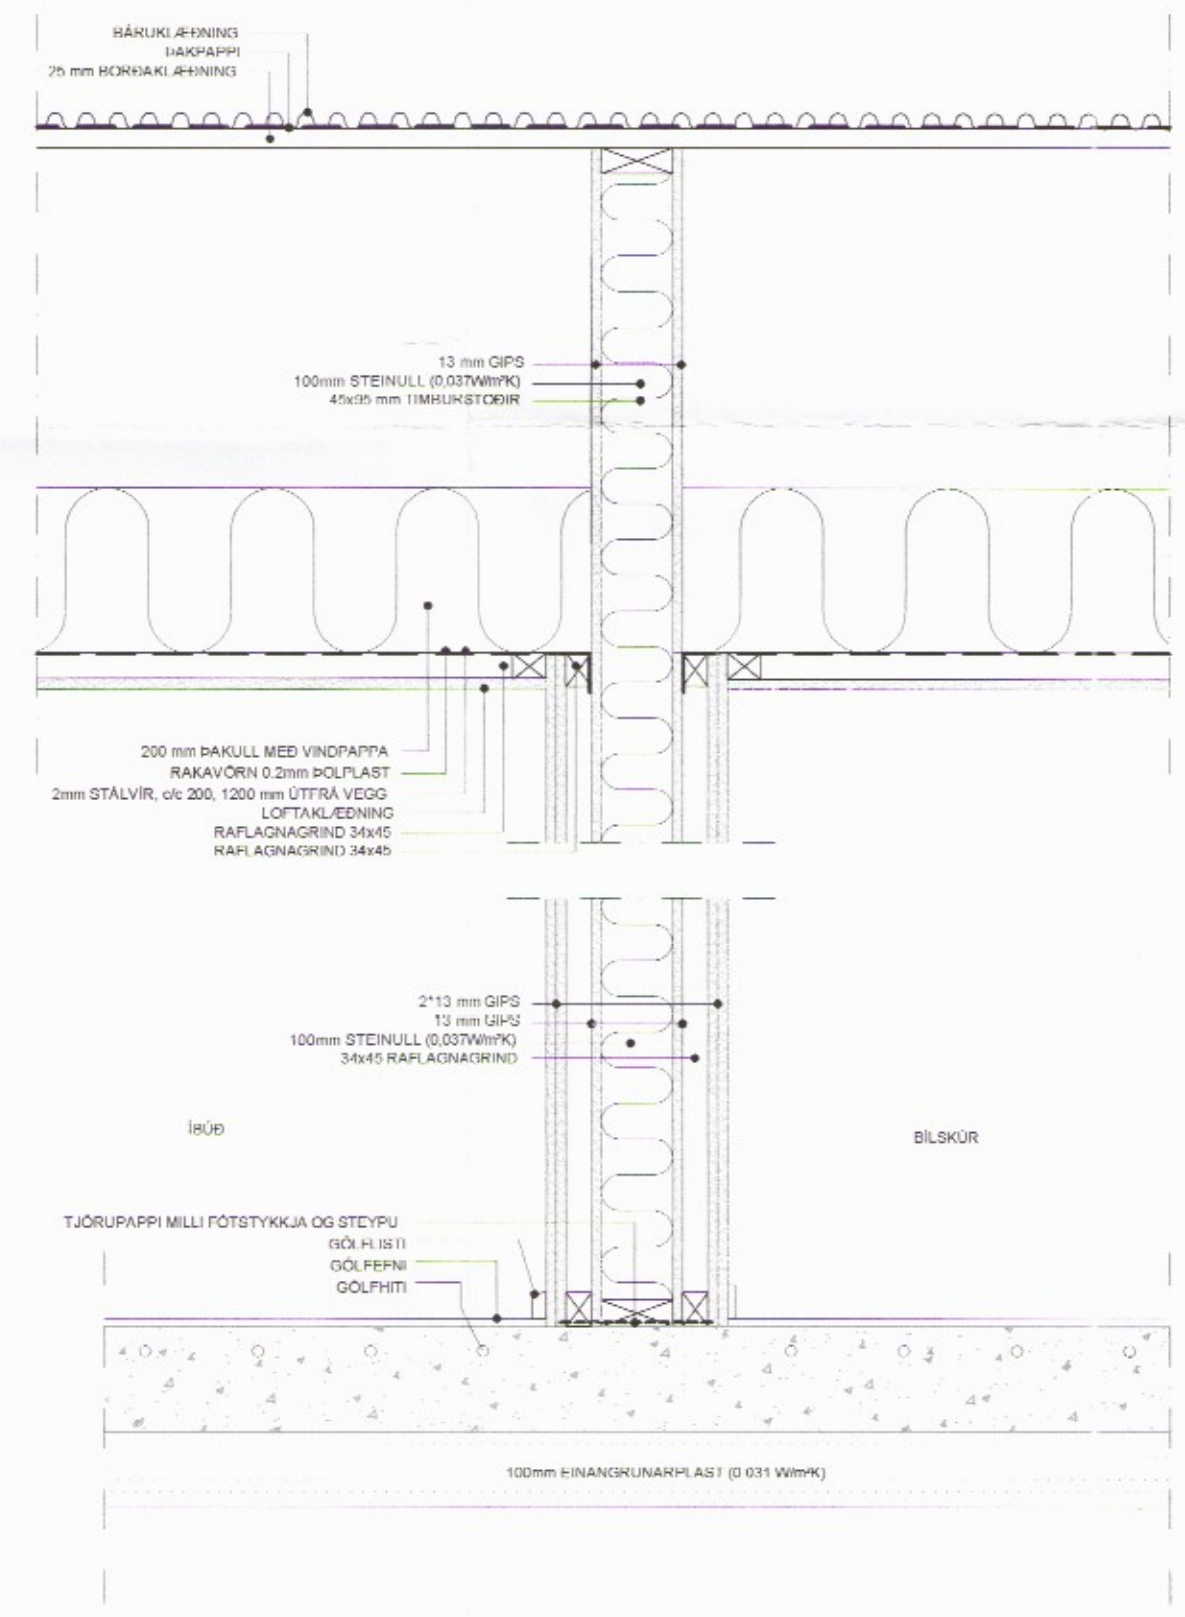 BÁRUKLÆÐNING
ÞAKPAPPI
25 mm BORÐAKLÆÐNING
13 mm GIPS
100mm STEINULL (0,037W/m²K)
45x95 mm TIMBURSTOÐIR
200 mm ÞAKULL MEÐ VINDPAPPA
RAKAVÖRN 0.2mm ÞOLPLAST
2mm STÁLVÍR, c/c 200, 1200 mm ÚTFRÁ VEGG
LOFTAKLÆÐNING
RAFLAGNAGRIND 34x45
RAFLAGNAGRIND 34x45
2*13 mm GIPS
13 mm GIPS
100mm STEINULL (0,037W/m²K)
34x45 RAFLAGNAGRIND
ÍBÚÐ
BÍLSKÚR
TJÖRUPAPPI MILLI FÓTSTYKKJA OG STEYPU
GÓLFLISTI
GÓLFEFNI
GÓLFHITI
100mm EINANGRUNARPLAST (0.031 W/m²K)